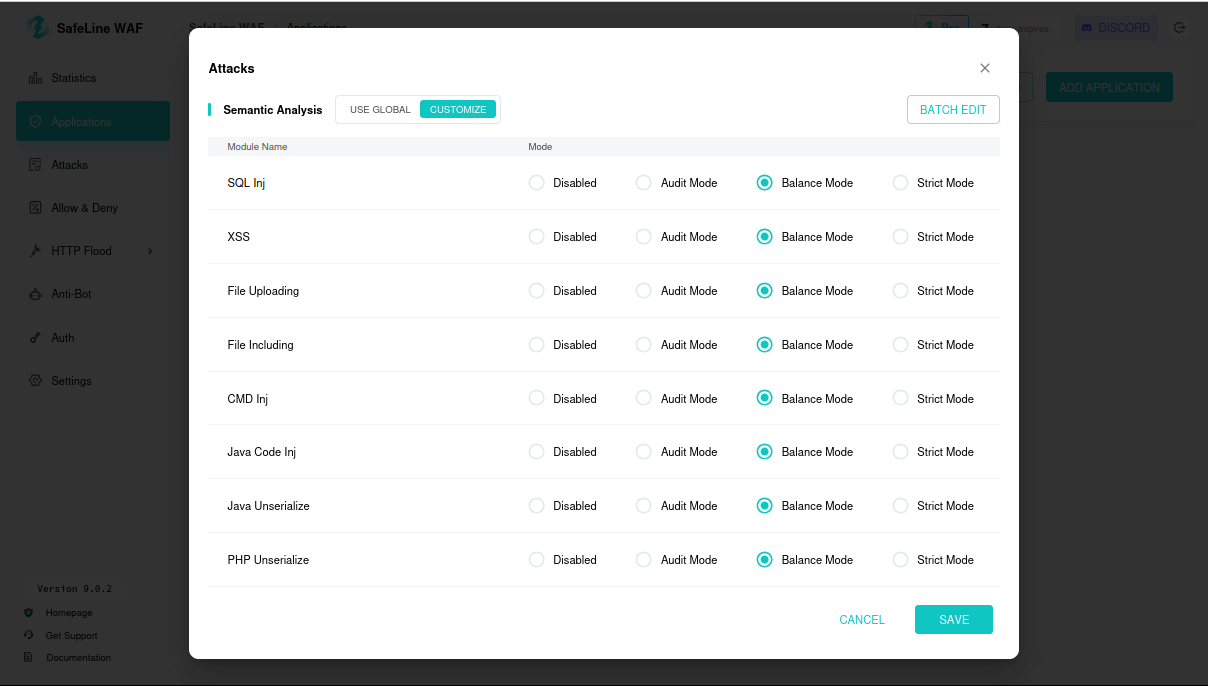 SafeLine WAF
SafeLine WAF > Applications
Pro
expires
DISCORD
Statistics
Applications
Attacks
Allow & Deny
HTTP Flood
Anti-Bot
Auth
Settings
ADD APPLICATION
Attacks
Semantic Analysis USE GLOBAL CUSTOMIZE BATCH EDIT
Module Name Mode
SQL Inj Disabled Audit Mode Balance Mode Strict Mode
XSS Disabled Audit Mode Balance Mode Strict Mode
File Uploading Disabled Audit Mode Balance Mode Strict Mode
File Including Disabled Audit Mode Balance Mode Strict Mode
CMD Inj Disabled Audit Mode Balance Mode Strict Mode
Java Code Inj Disabled Audit Mode Balance Mode Strict Mode
Java Unserialize Disabled Audit Mode Balance Mode Strict Mode
PHP Unserialize Disabled Audit Mode Balance Mode Strict Mode
CANCEL SAVE
Version 9.0.2
Homepage
Get Support
Documentation